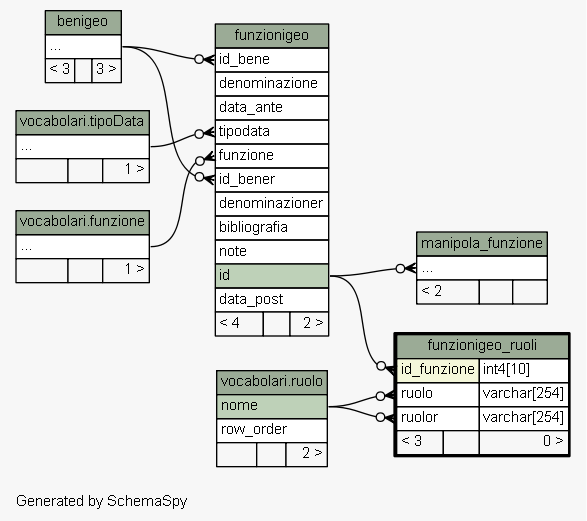 benigeo
...
< 3 3 >
vocabolari.tipoData
...
1 >
vocabolari.funzione
...
1 >
funzionigeo
id_bene
denominazione
data_ante
tipodata
funzione
id_bener
denominazioner
bibliografia
note
id
data_post
< 4 2 >
manipola_funzione
...
< 2
vocabolari.ruolo
nome
row_order
2 >
funzionigeo_ruoli
id_funzione int4[10]
ruolo varchar[254]
ruolor varchar[254]
< 3 0 >
Generated by SchemaSpy